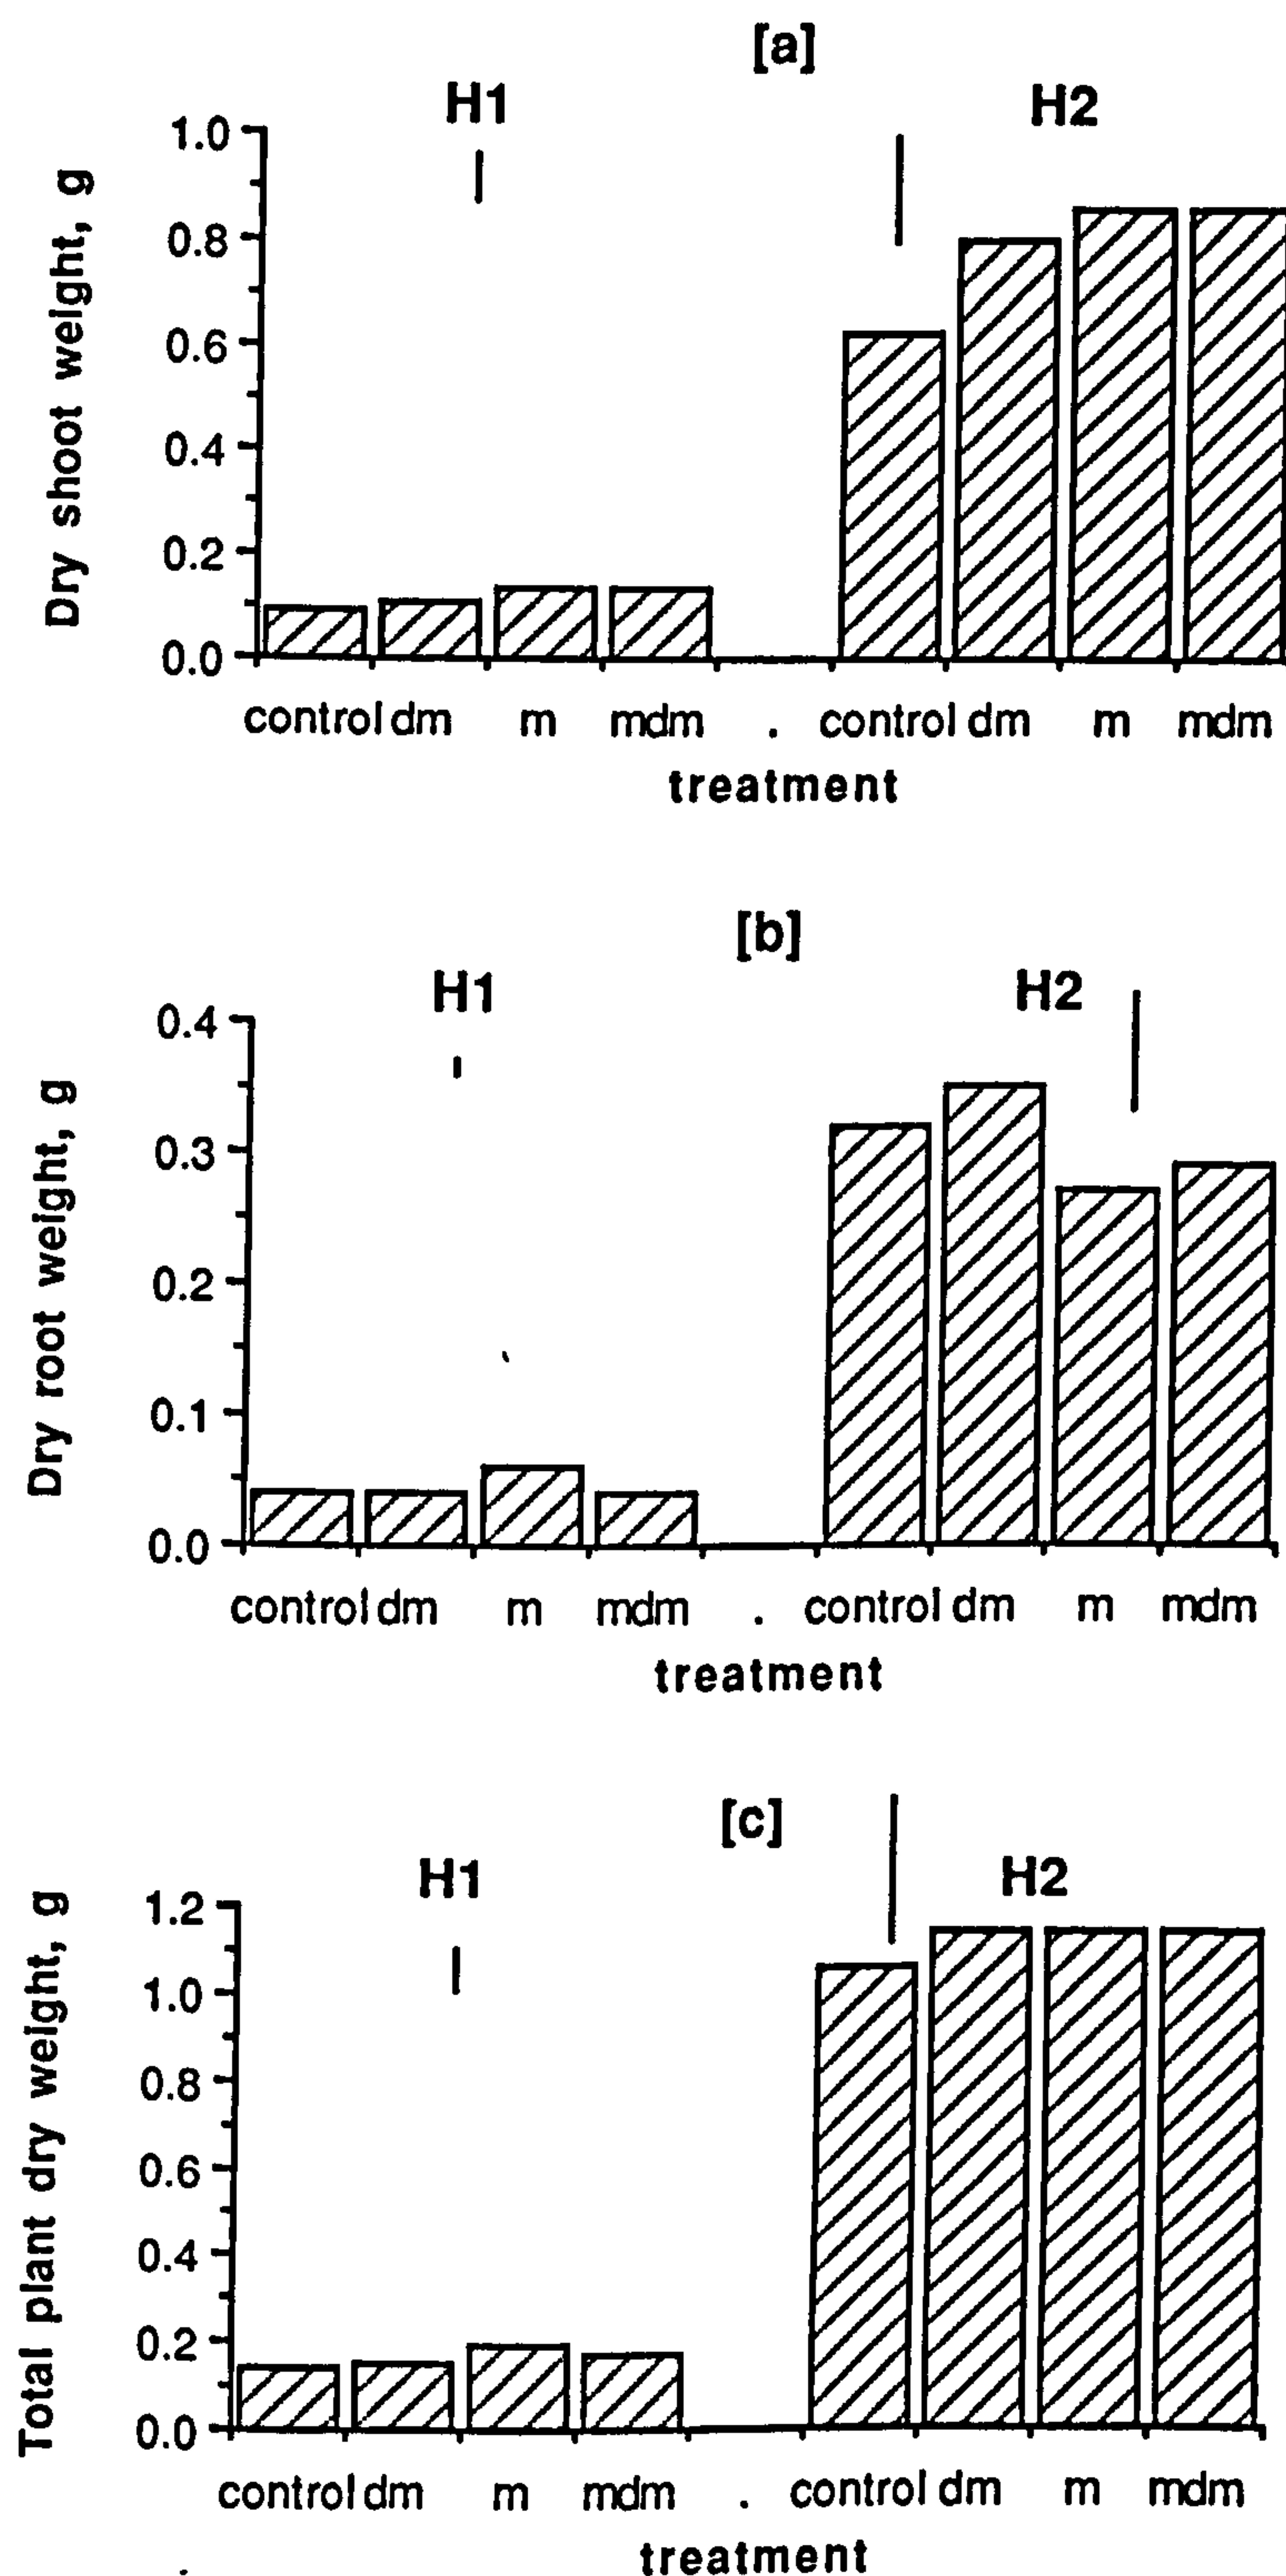 [a]
H1 H2
Dry shoot weight, g
1.0
0.8
0.6
0.4
0.2
0.0
control dm m mdm . control dm m mdm
treatment
[b]
H1 H2
Dry root weight, g
0.4
0.3
0.2
0.1
0.0
control dm m mdm . control dm m mdm
treatment
[c]
H1 H2
Total plant dry weight, g
1.2
1.0
0.8
0.6
0.4
0.2
0.0
control dm m mdm . control dm m mdm
treatment